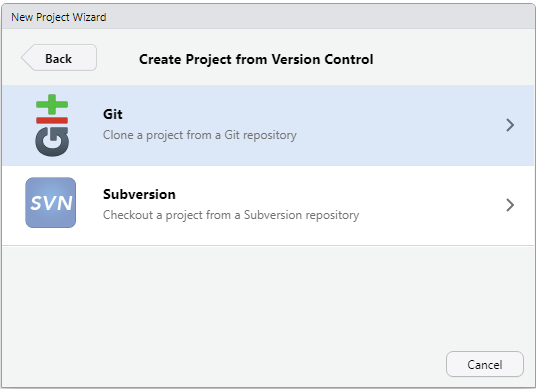 New Project Wizard
Back
Create Project from Version Control
git
Git
Clone a project from a Git repository
SVN
Subversion
Checkout a project from a Subversion repository
Cancel